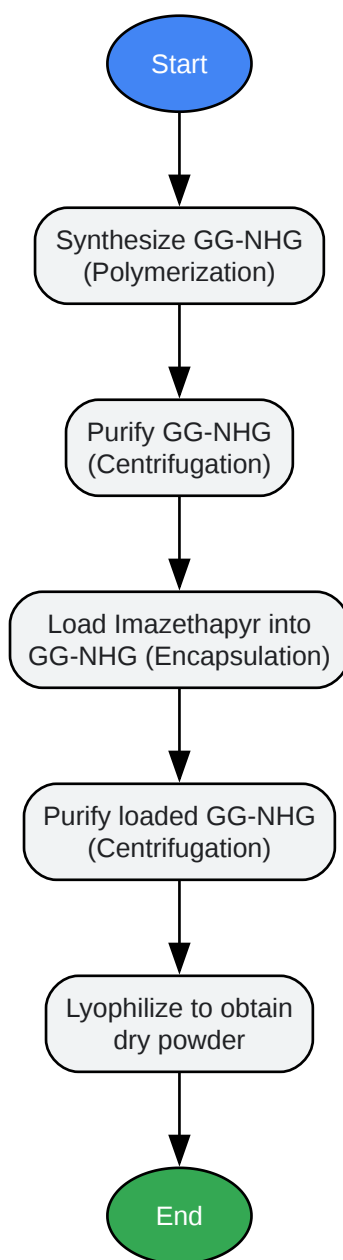 Start
Synthesize GG-NHG
(Polymerization)
Purify GG-NHG
(Centrifugation)
Load Imazethapyr into
GG-NHG (Encapsulation)
Purify loaded GG-NHG
(Centrifugation)
Lyophilize to obtain
dry powder
End